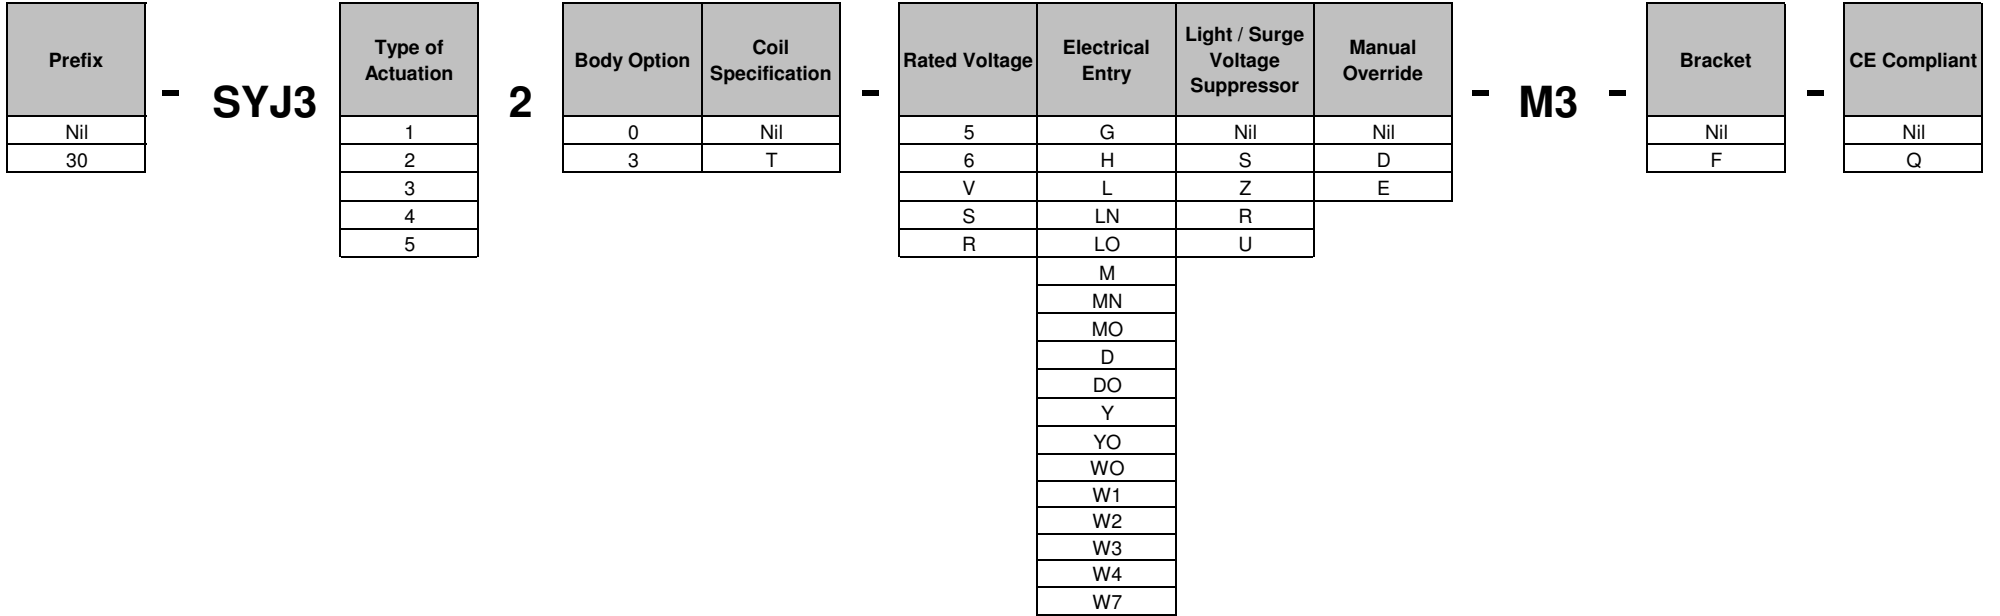 Prefix
Type of
Actuation
Body Option
Coil
Specification
Rated Voltage
Electrical
Entry
Light / Surge
Voltage
Suppressor
Manual
Override
Bracket
CE Compliant
- SYJ3 2 - - M3 - -
Nil 1 0 Nil 5 G Nil Nil Nil Nil
30 2 3 T 6 H S D F Q
3 V L Z E
4 S LN R
5 R LO U
M
MN
MO
D
DO
Y
YO
WO
W1
W2
W3
W4
W7